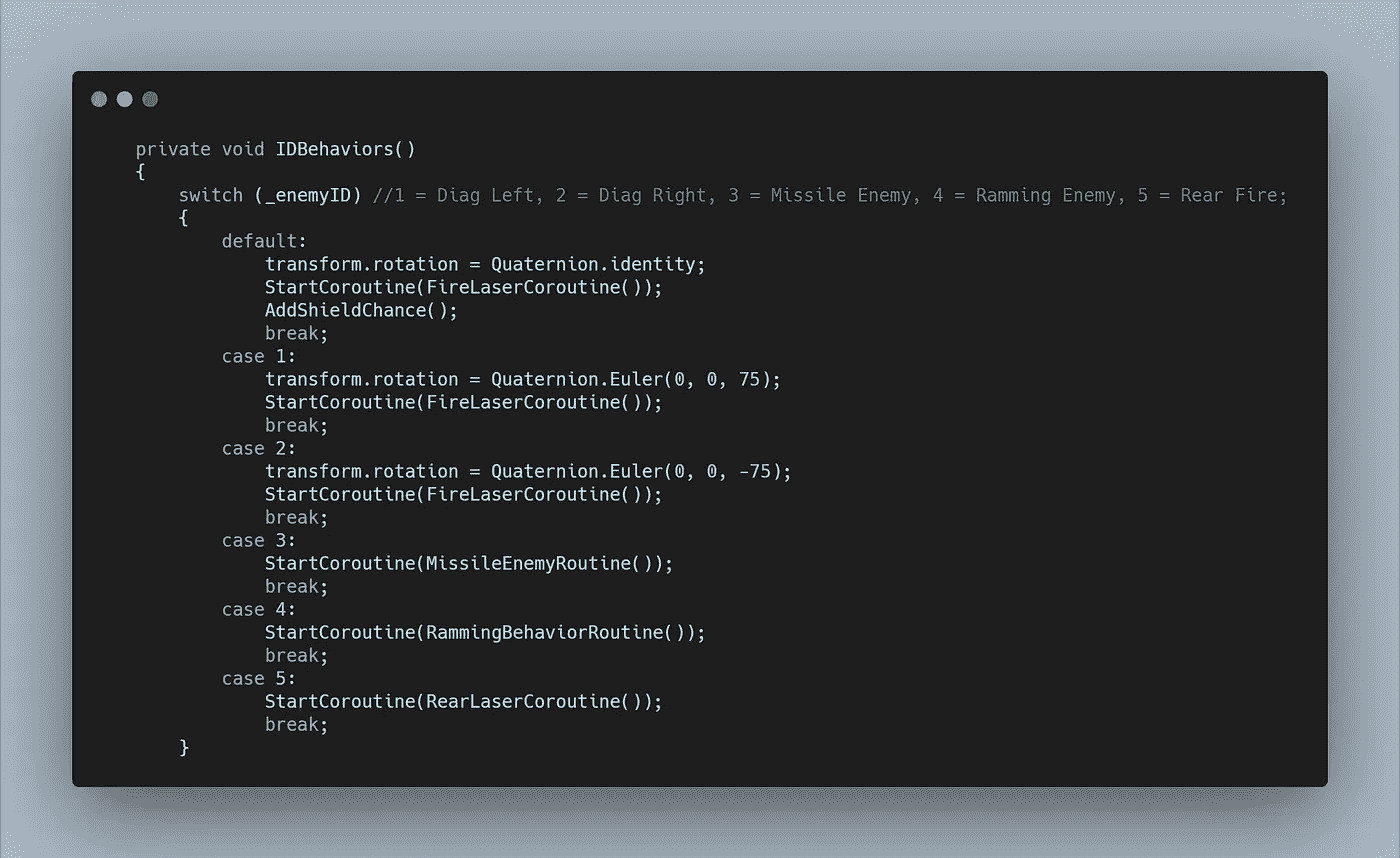 private void IDBehaviors()
{
    switch (_enemyID) //1 = Diag Left, 2 = Diag Right, 3 = Missile Enemy, 4 = Ramming Enemy, 5 = Rear Fire;
    {
        default:
            transform.rotation = Quaternion.identity;
            StartCoroutine(FireLaserCoroutine());
            AddShieldChance();
            break;
        case 1:
            transform.rotation = Quaternion.Euler(0, 0, 75);
            StartCoroutine(FireLaserCoroutine());
            break;
        case 2:
            transform.rotation = Quaternion.Euler(0, 0, -75);
            StartCoroutine(FireLaserCoroutine());
            break;
        case 3:
            StartCoroutine(MissileEnemyRoutine());
            break;
        case 4:
            StartCoroutine(RammingBehaviorRoutine());
            break;
        case 5:
            StartCoroutine(RearLaserCoroutine());
            break;
    }